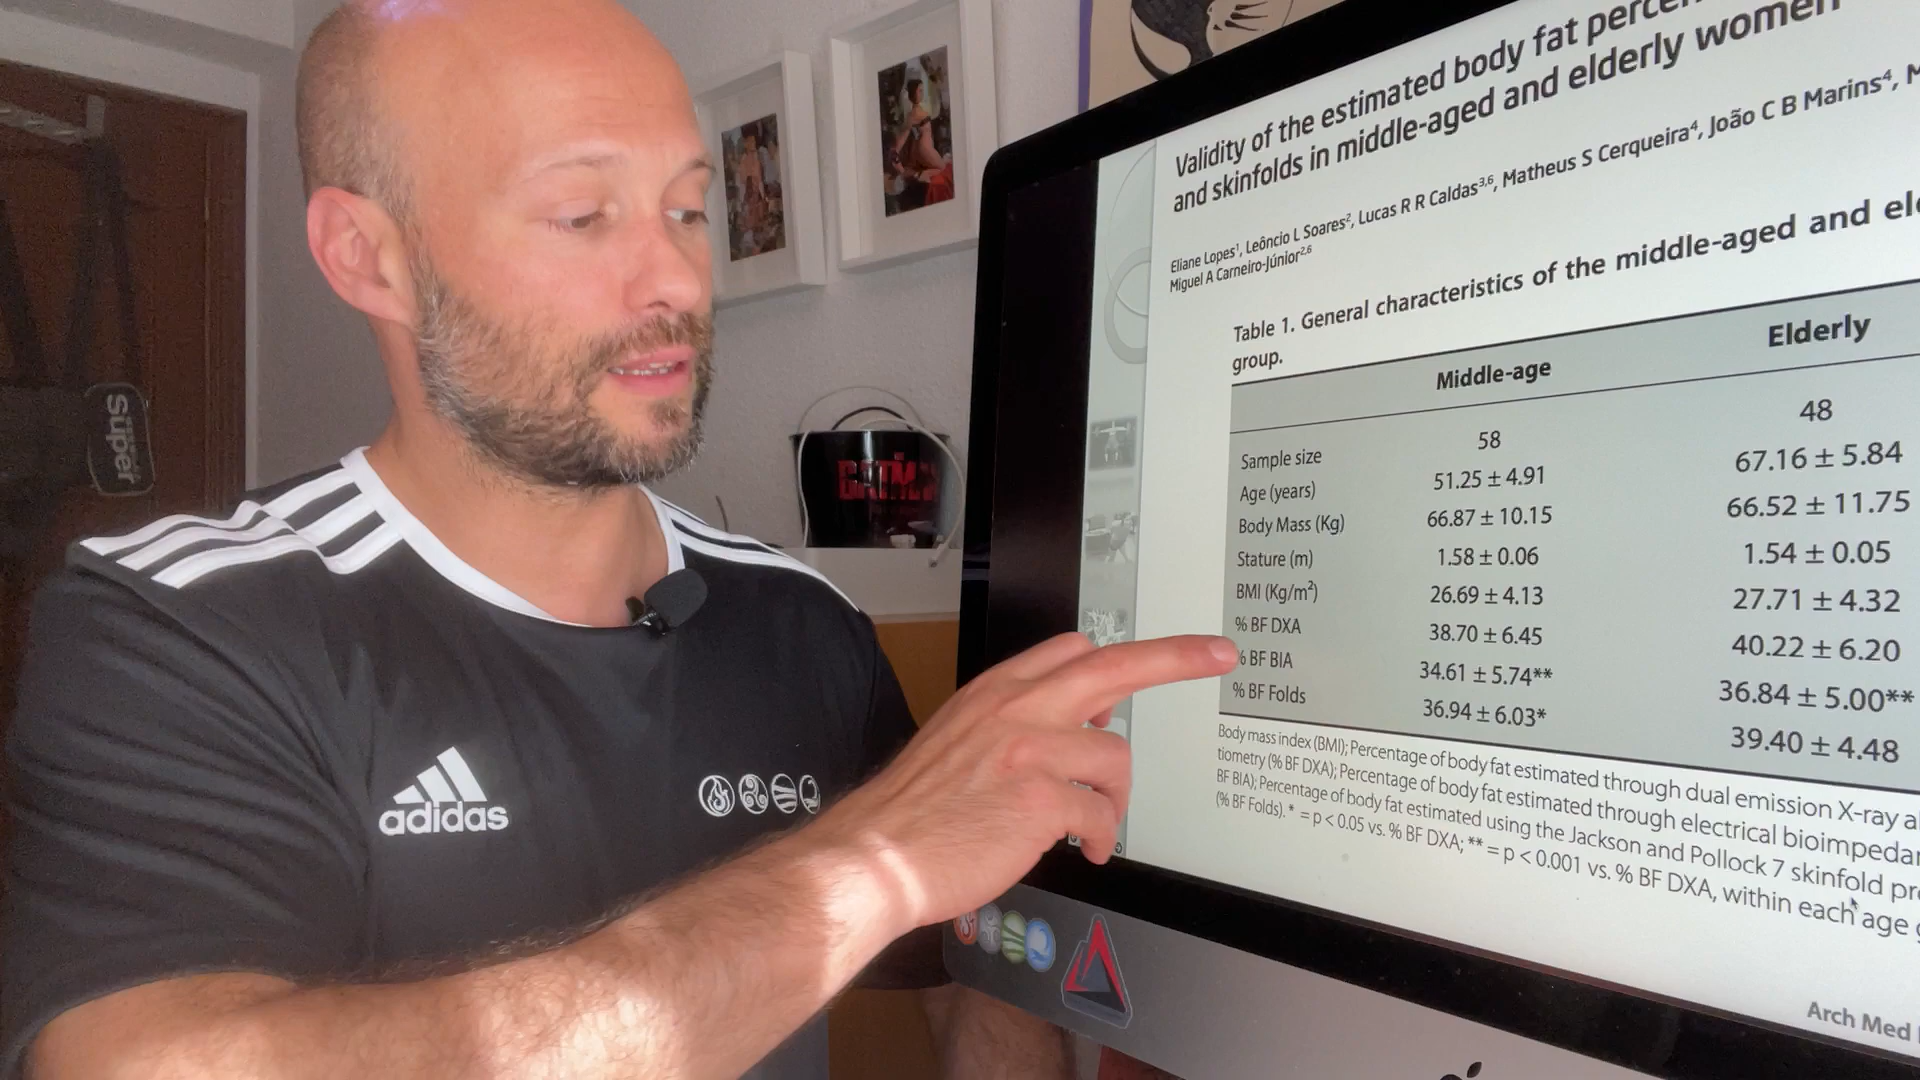 Validity of the estimated body fat
and skinfolds in middle-aged and elderly women
Eliane Lopes¹, Leôncio L Soares², Lucas R R Caldas³,⁶, Matheus S Cerqueira⁴, João C B Marins⁴,
Miguel A Carneiro-Júnior²,⁶
Table 1. General characteristics of the middle-aged and
group.
Middle-age Elderly
Sample size 58 48
Age (years) 51.25 ± 4.91 67.16 ± 5.84
Body Mass (Kg) 66.87 ± 10.15 66.52 ± 11.75
Stature (m) 1.58 ± 0.06 1.54 ± 0.05
BMI (Kg/m²) 26.69 ± 4.13 27.71 ± 4.32
% BF DXA 38.70 ± 6.45 40.22 ± 6.20
% BF BIA 34.61 ± 5.74** 36.84 ± 5.00**
% BF Folds 36.94 ± 6.03* 39.40 ± 4.48
Body mass index (BMI); Percentage of body fat estimated through dual emission X-ray
tiometry (% BF DXA); Percentage of body fat estimated through electrical
BF BIA); Percentage of body fat estimated using the Jackson and Pollock 7 skinfold
(% BF Folds). * = p < 0.05 vs. % BF DXA; ** = p < 0.001 vs. % BF DXA, within each age
Arch Med
adidas
Super